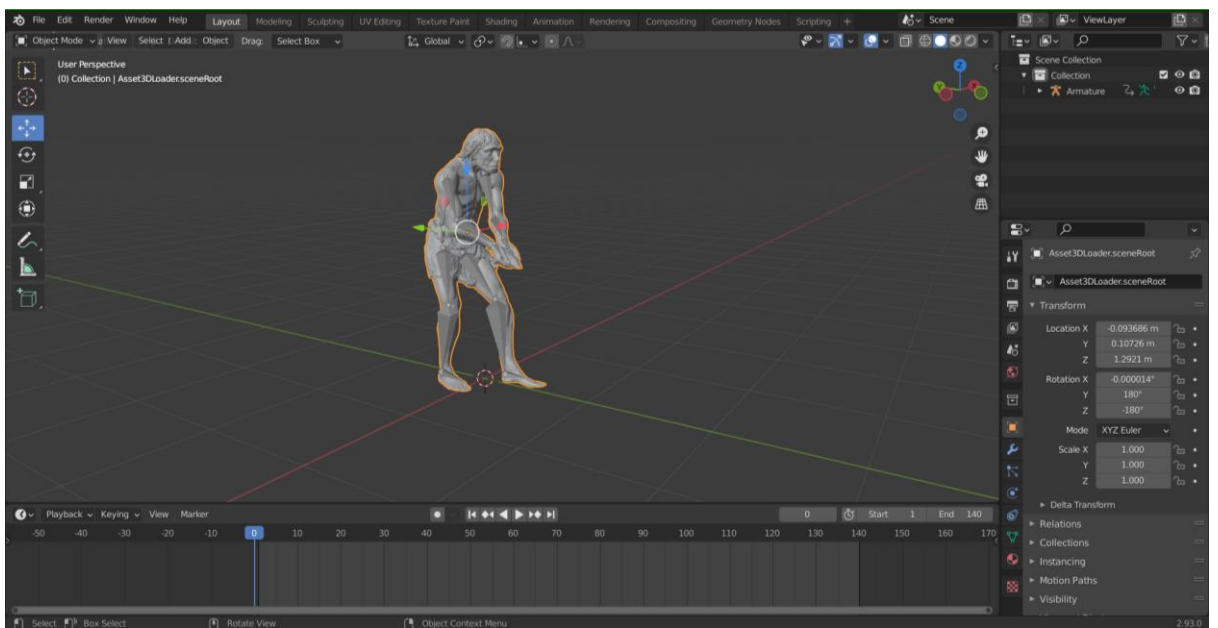 File Edit Render Window Help Layout Modeling Sculpting UV Editing Texture Paint Shading Animation Rendering Compositing Geometry Nodes Scripting + Scene ViewLayer
Object Mode View Select Add Object Drag: Select Box Global
User Perspective
(0) Collection | Asset3DLoader.sceneRoot
Z
Y
X
Scene Collection
Collection
Armature
Asset3DLoader.sceneRoot
Asset3DLoader.sceneRoot
Transform
Location X -0.093686 m
Y 0.10726 m
Z 1.2921 m
Rotation X -0.000014°
Y 180°
Z -180°
Mode XYZ Euler
Scale X 1.000
Y 1.000
Z 1.000
Delta Transform
Relations
Collections
Instancing
Motion Paths
Visibility
Playback Keying View Marker 0 Start 1 End 140
-50 -40 -30 -20 -10 0 10 20 30 40 50 60 70 80 90 100 110 120 130 140 150 160 170
Select Box Select Rotate View Object Context Menu 2.93.0